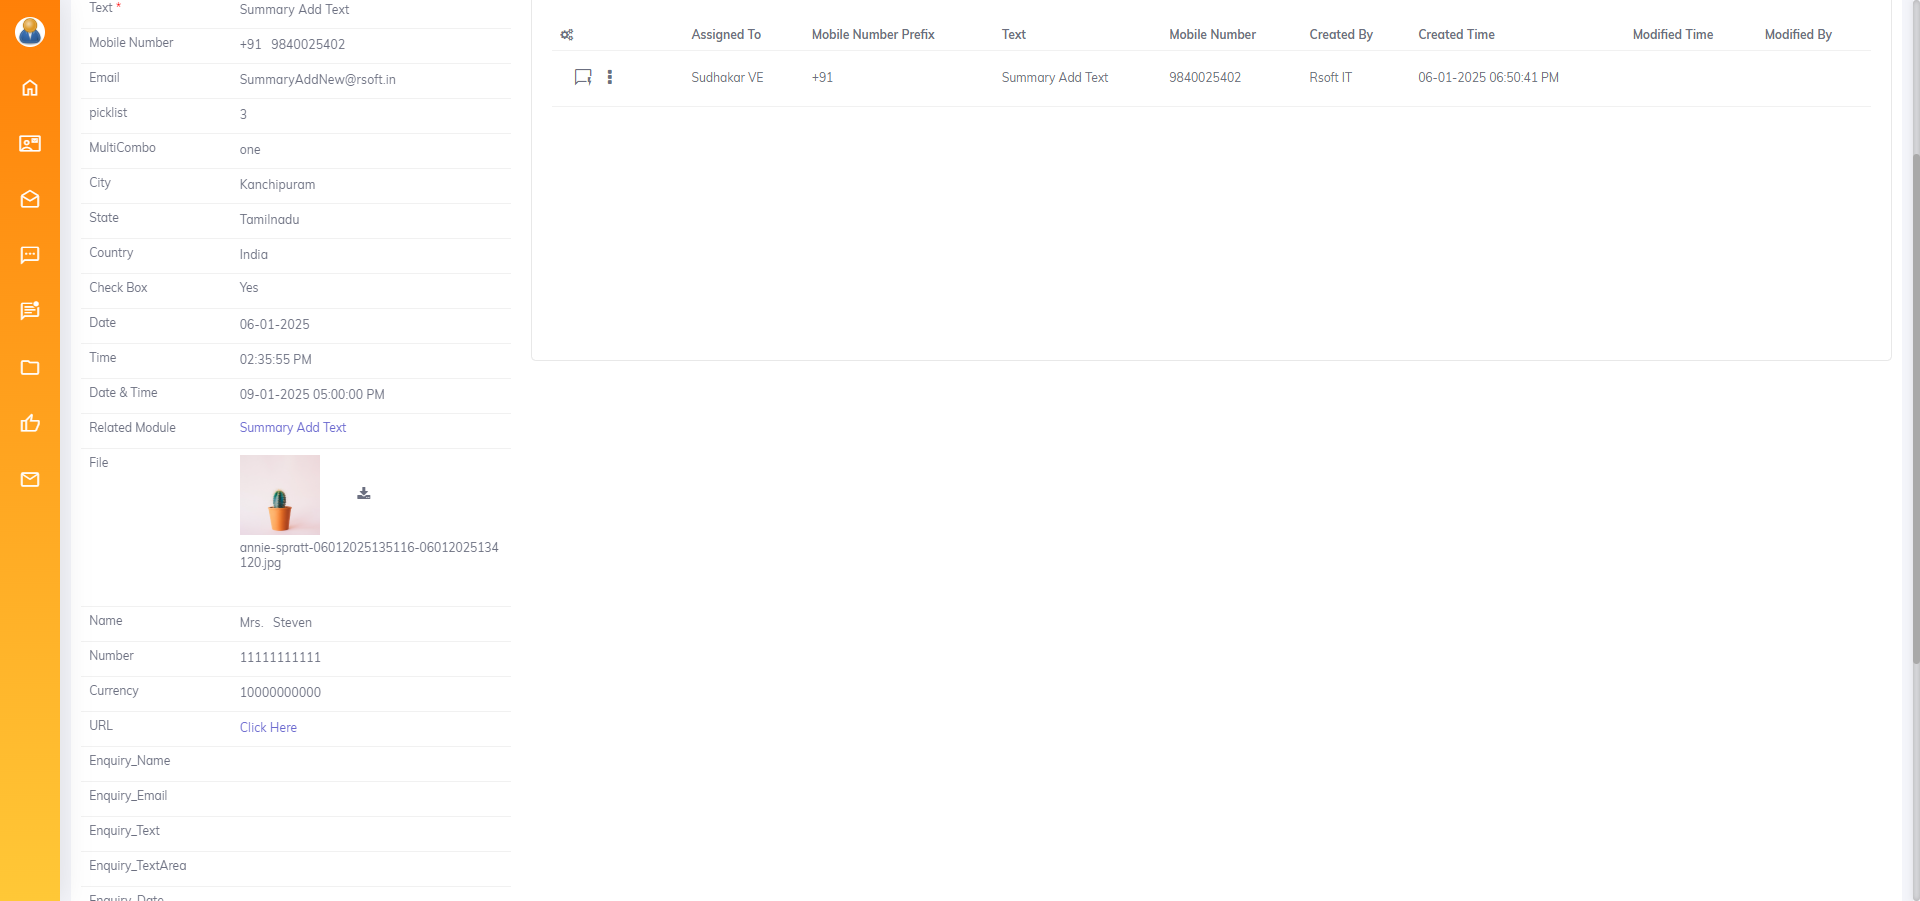 Text * Summary Add Text
Mobile Number +91 9840025402
Email SummaryAddNew@rsoft.in
picklist 3
MultiCombo one
City Kanchipuram
State Tamilnadu
Country India
Check Box Yes
Date 06-01-2025
Time 02:35:55 PM
Date & Time 09-01-2025 05:00:00 PM
Related Module Summary Add Text
File
annie-spratt-06012025135116-06012025134
120.jpg
Name Mrs. Steven
Number 11111111111
Currency 10000000000
URL Click Here
Enquiry_Name
Enquiry_Email
Enquiry_Text
Enquiry_TextArea
Enquiry_Date
Assigned To Mobile Number Prefix Text Mobile Number Created By Created Time Modified Time Modified By
Sudhakar VE +91 Summary Add Text 9840025402 Rsoft IT 06-01-2025 06:50:41 PM